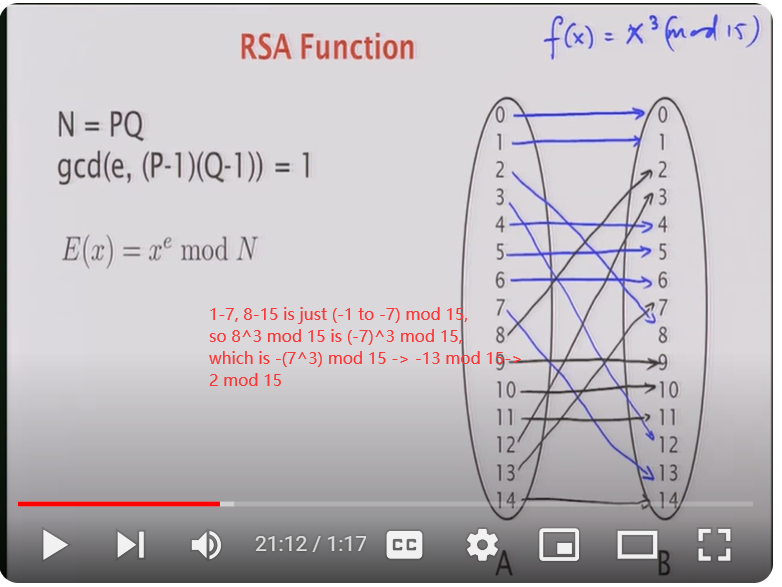 RSA Function
f(x) = x³ (mod 15)
N = PQ
gcd(e, (P-1)(Q-1)) = 1
E(x) = xᵉ mod N
1-7, 8-15 is just (-1 to -7) mod 15,
so 8^3 mod 15 is (-7)^3 mod 15,
which is -(7^3) mod 15 -> -13 mod 15->
2 mod 15
0 0
1 1
2 2
3 3
4 4
5 5
6 6
7 7
8 8
9 9
10 10
11 11
12 12
13 13
14 14
A B
21:12 / 1:17
CC